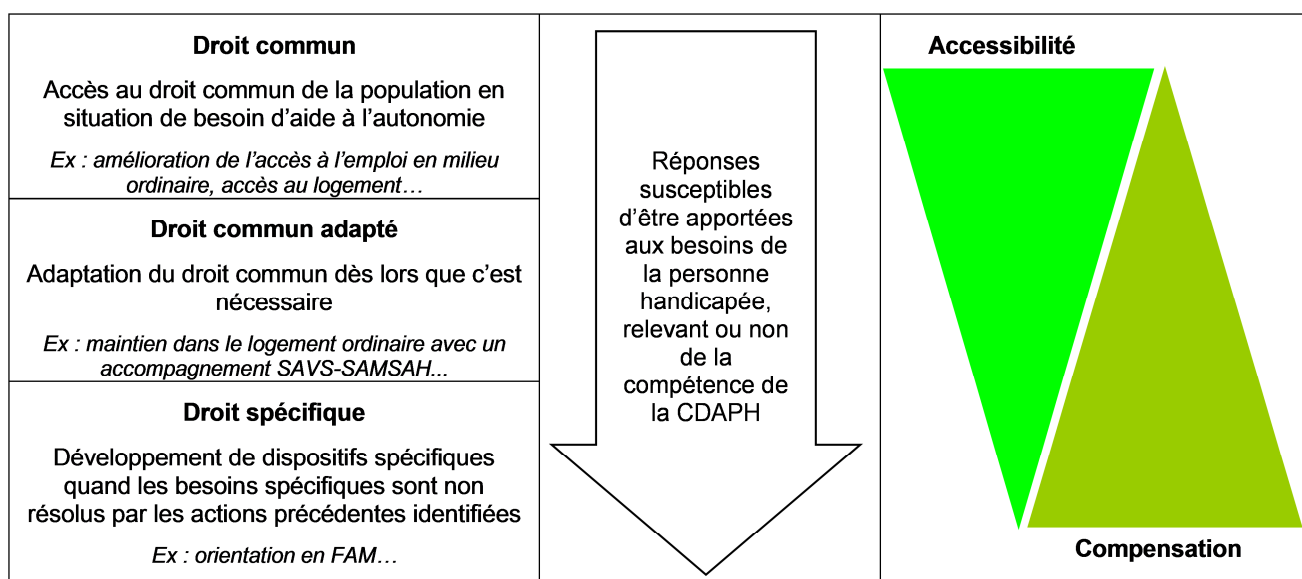 Droit commun
Accès au droit commun de la population en
situation de besoin d’aide à l’autonomie
Ex : amélioration de l’accès à l’emploi en milieu
ordinaire, accès au logement…
Droit commun adapté
Adaptation du droit commun dès lors que c’est
nécessaire
Ex : maintien dans le logement ordinaire avec un
accompagnement SAVS-SAMSAH...
Droit spécifique
Développement de dispositifs spécifiques
quand les besoins spécifiques sont non
résolus par les actions précédentes identifiées
Ex : orientation en FAM…
Réponses
susceptibles
d’être apportées
aux besoins de
la personne
handicapée,
relevant ou non
de la
compétence de
la CDAPH
Accessibilité
Compensation